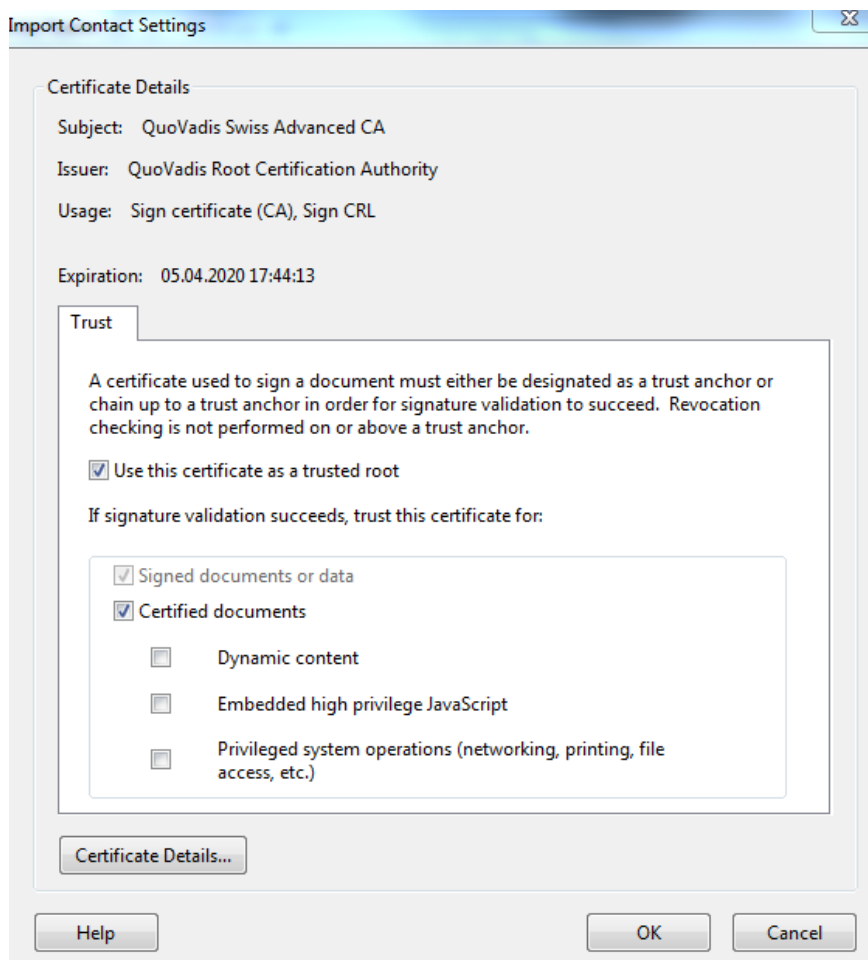 Import Contact Settings
Certificate Details
Subject: QuoVadis Swiss Advanced CA
Issuer: QuoVadis Root Certification Authority
Usage: Sign certificate (CA), Sign CRL
Expiration: 05.04.2020 17:44:13
Trust
A certificate used to sign a document must either be designated as a trust anchor or
chain up to a trust anchor in order for signature validation to succeed. Revocation
checking is not performed on or above a trust anchor.
Use this certificate as a trusted root
If signature validation succeeds, trust this certificate for:
Signed documents or data
Certified documents
Dynamic content
Embedded high privilege JavaScript
Privileged system operations (networking, printing, file
access, etc.)
Certificate Details...
Help
OK
Cancel